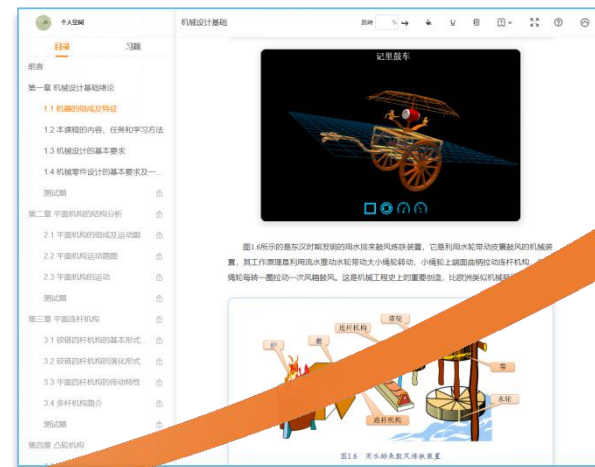 个人空间
机械设计基础
跳转
%
目录
习题
前言
第一章 机械设计基础绪论
1.1 机器的组成及特征
1.2 本课程的内容、任务和学习方法
1.3 机械设计的基本要求
1.4 机械零件设计的基本要求及一...
测试题
第二章 平面机构的结构分析
2.1 平面机构的组成及运动副
2.2 平面机构运动简图
2.3 平面机构的运动
测试题
第三章 平面连杆机构
3.1 铰链四杆机构的基本形式...
3.2 铰链四杆机构的演化形式
3.3 平面四杆机构的传动特性
3.4 多杆机构简介
测试题
第四章 凸轮机构
记里鼓车
图1.6所示的是东汉时期发明的用水排来鼓风炼铁装置,它是利用水轮带动皮囊鼓风的机械装
置,其工作原理是利用流水推动水轮带动大小绳轮转动,小绳轮上端面曲柄拉动连杆机构,
绳轮每转一圈拉动一次风箱鼓风。这是机械工程史上的重要创造,比欧洲类似机械早
炉
连杆机构
带
水轮
连杆机构
图1.6 用水排来鼓风炼铁装置